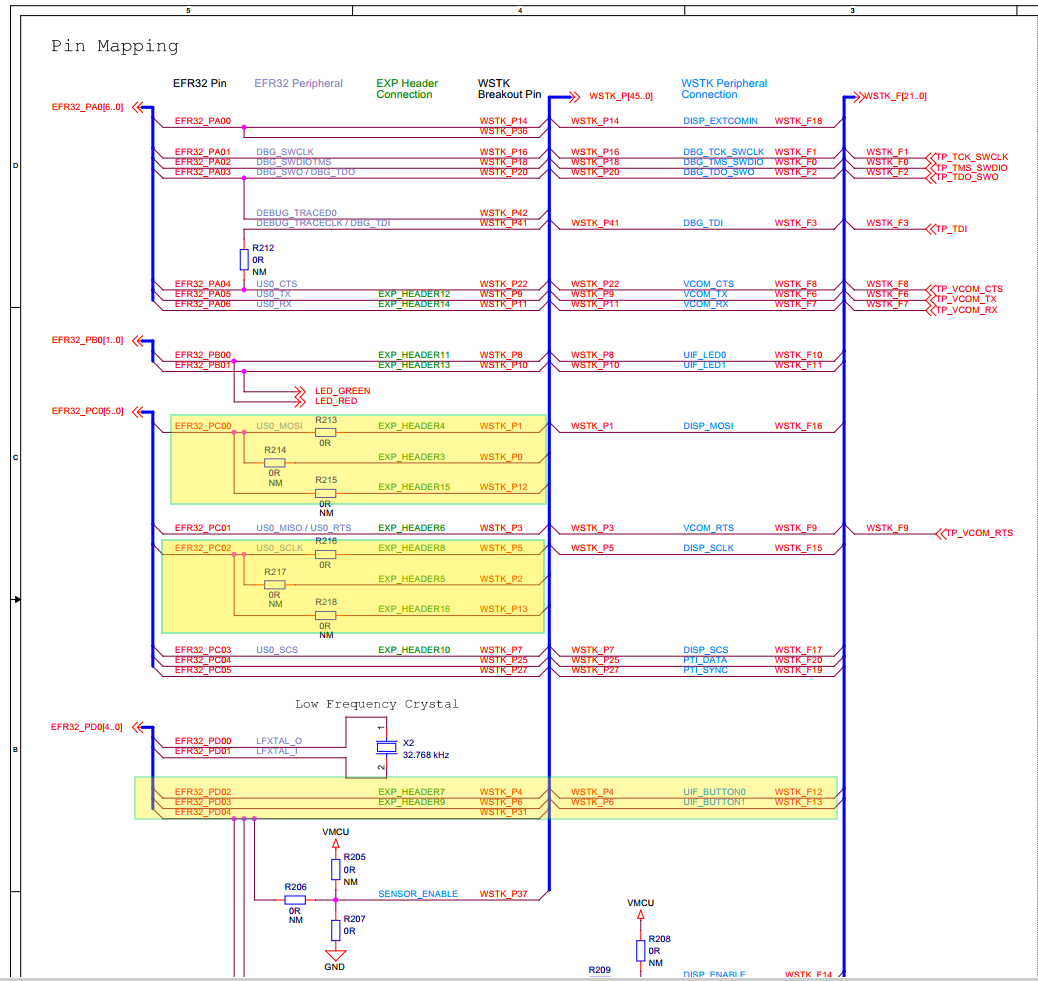 5 4 3
Pin Mapping
EFR32 Pin EFR32 Peripheral EXP Header Connection WSTK Breakout Pin WSTK Peripheral Connection
EFR32_PA0[6..0] WSTK_P[45..0] WSTK_F[21..0]
EFR32_PA00 WSTK_P14 WSTK_P14 DISP_EXTCOMIN WSTK_F18
WSTK_P36
D
EFR32_PA01 DBG_SWCLK WSTK_P16 WSTK_P16 DBG_TCK_SWCLK WSTK_F1 WSTK_F1 TP_TCK_SWCLK
EFR32_PA02 DBG_SWDIOTMS WSTK_P18 WSTK_P18 DBG_TMS_SWDIO WSTK_F0 WSTK_F0 TP_TMS_SWDIO
EFR32_PA03 DBG_SWO / DBG_TDO WSTK_P20 WSTK_P20 DBG_TDO_SWO WSTK_F2 WSTK_F2 TP_TDO_SWO
DEBUG_TRACED0 WSTK_P42
DEBUG_TRACECLK / DBG_TDI WSTK_P41 WSTK_P41 DBG_TDI WSTK_F3 WSTK_F3 TP_TDI
R212
0R
NM
EFR32_PA04 US0_CTS WSTK_P22 WSTK_P22 VCOM_CTS WSTK_F8 WSTK_F8 TP_VCOM_CTS
EFR32_PA05 US0_TX EXP_HEADER12 WSTK_P9 WSTK_P9 VCOM_TX WSTK_F6 WSTK_F6 TP_VCOM_TX
EFR32_PA06 US0_RX EXP_HEADER14 WSTK_P11 WSTK_P11 VCOM_RX WSTK_F7 WSTK_F7 TP_VCOM_RX
EFR32_PB0[1..0]
EFR32_PB00 EXP_HEADER11 WSTK_P8 WSTK_P8 UIF_LED0 WSTK_F10
EFR32_PB01 EXP_HEADER13 WSTK_P10 WSTK_P10 UIF_LED1 WSTK_F11
LED_GREEN
LED_RED
EFR32_PC0[5..0]
R213
EFR32_PC00 US0_MOSI EXP_HEADER4 WSTK_P1 WSTK_P1 DISP_MOSI WSTK_F16
0R
C
R214 EXP_HEADER3 WSTK_P0
0R
NM
R215 EXP_HEADER15 WSTK_P12
0R
NM
EFR32_PC01 US0_MISO / US0_RTS EXP_HEADER6 WSTK_P3 WSTK_P3 VCOM_RTS WSTK_F9 WSTK_F9 TP_VCOM_RTS
R216
EFR32_PC02 US0_SCLK EXP_HEADER8 WSTK_P5 WSTK_P5 DISP_SCLK WSTK_F15
0R
R217 EXP_HEADER5 WSTK_P2
0R
NM
R218 EXP_HEADER16 WSTK_P13
0R
NM
EFR32_PC03 US0_SCS EXP_HEADER10 WSTK_P7 WSTK_P7 DISP_SCS WSTK_F17
EFR32_PC04 WSTK_P25 WSTK_P25 PTI_DATA WSTK_F20
EFR32_PC05 WSTK_P27 WSTK_P27 PTI_SYNC WSTK_F19
Low Frequency Crystal
EFR32_PD0[4..0]
1
EFR32_PD00 LFXTAL_O X2
EFR32_PD01 LFXTAL_I 32.768 kHz
B
2
EFR32_PD02 EXP_HEADER7 WSTK_P4 WSTK_P4 UIF_BUTTON0 WSTK_F12
EFR32_PD03 EXP_HEADER9 WSTK_P6 WSTK_P6 UIF_BUTTON1 WSTK_F13
EFR32_PD04 WSTK_P31
VMCU
R205
0R
NM
R206 SENSOR_ENABLE WSTK_P37
0R
NM
R207
0R
GND
VMCU
R208
0R
NM
R209 DISP_ENABLE WSTK_F14